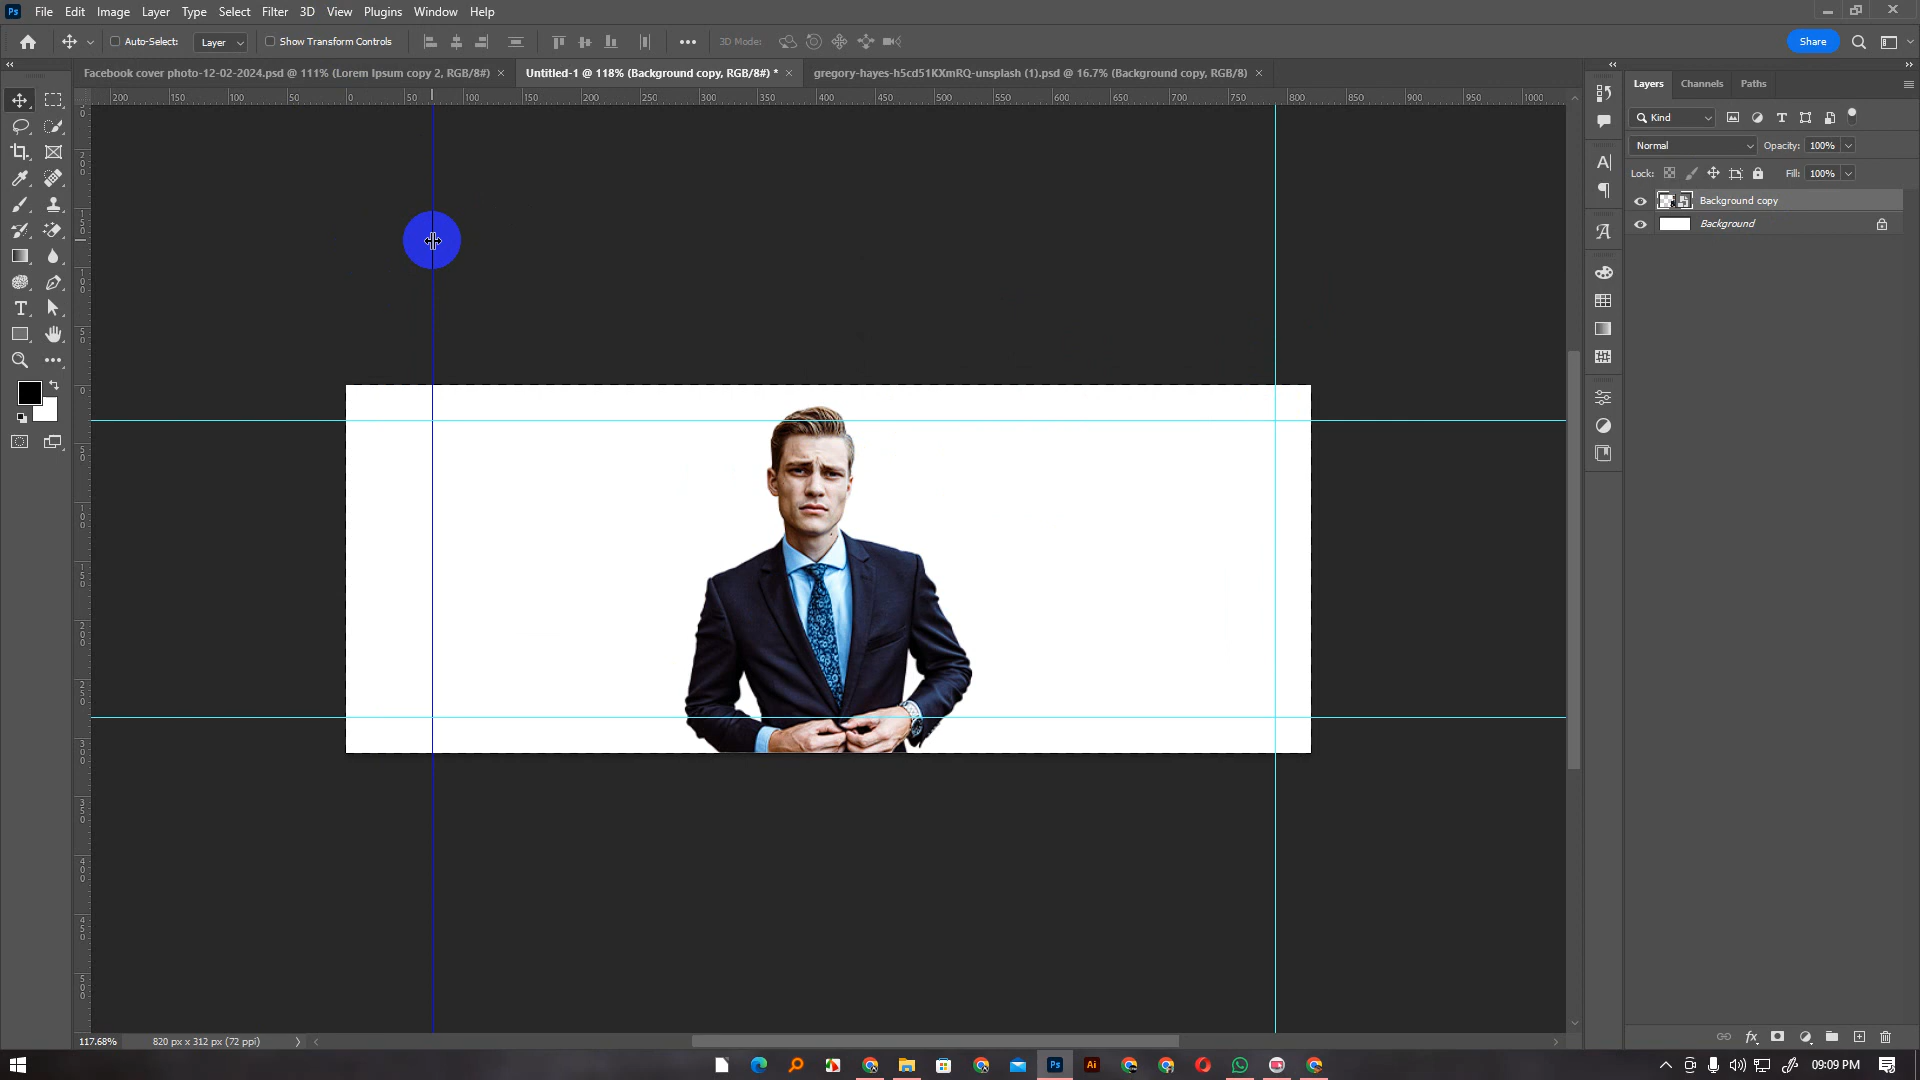 Ps File Edit Image Layer Type Select Filter 3D View Plugins Window Help
Auto-Select: Layer Show Transform Controls 3D Mode: Share
Facebook cover photo-12-02-2024.psd @ 111% (Lorem Ipsum copy 2, RGB/8#) × Untitled-1 @ 118% (Background copy, RGB/8#) * × gregory-hayes-h5cd51KXmRQ-unsplash (1).psd @ 16.7% (Background copy, RGB/8) ×
200 150 100 50 0 50 100 150 200 250 300 350 400 450 500 550 600 650 700 750 800 850 900 950 1000
Layers Channels Paths
Kind
Normal Opacity: 100%
Lock: Fill: 100%
Background copy
Background
117.68% 820 px x 312 px (72 ppi)
Ps Ai 09:09 PM